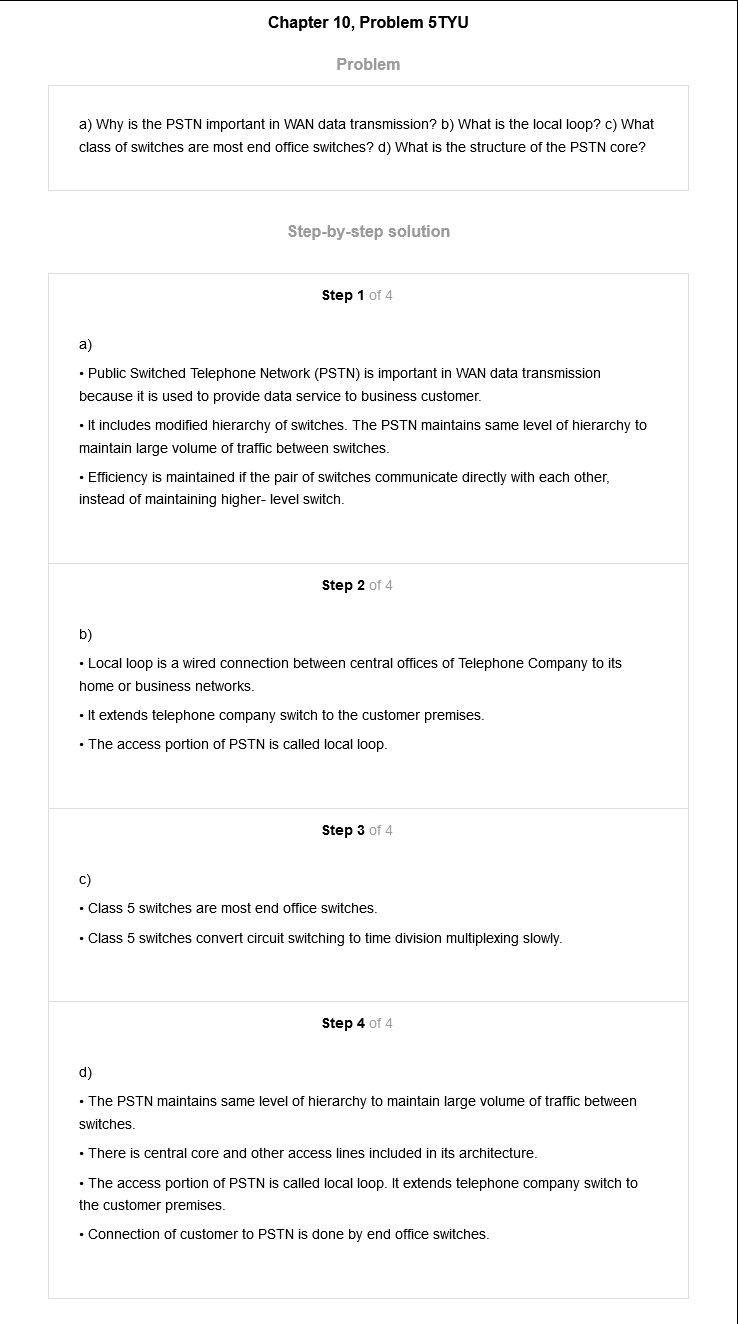 Chapter 10, Problem 5TYU
Problem
a) Why is the PSTN important in WAN data transmission? b) What is the local loop? c) What
class of switches are most end office switches? d) What is the structure of the PSTN core?
Step-by-step solution
Step 1 of 4
a)
• Public Switched Telephone Network (PSTN) is important in WAN data transmission
because it is used to provide data service to business customer.
• It includes modified hierarchy of switches. The PSTN maintains same level of hierarchy to
maintain large volume of traffic between switches.
• Efficiency is maintained if the pair of switches communicate directly with each other,
instead of maintaining higher- level switch.
Step 2 of 4
b)
• Local loop is a wired connection between central offices of Telephone Company to its
home or business networks.
• It extends telephone company switch to the customer premises.
• The access portion of PSTN is called local loop.
Step 3 of 4
c)
• Class 5 switches are most end office switches.
• Class 5 switches convert circuit switching to time division multiplexing slowly.
Step 4 of 4
d)
• The PSTN maintains same level of hierarchy to maintain large volume of traffic between
switches.
• There is central core and other access lines included in its architecture.
• The access portion of PSTN is called local loop. It extends telephone company switch to
the customer premises.
• Connection of customer to PSTN is done by end office switches.